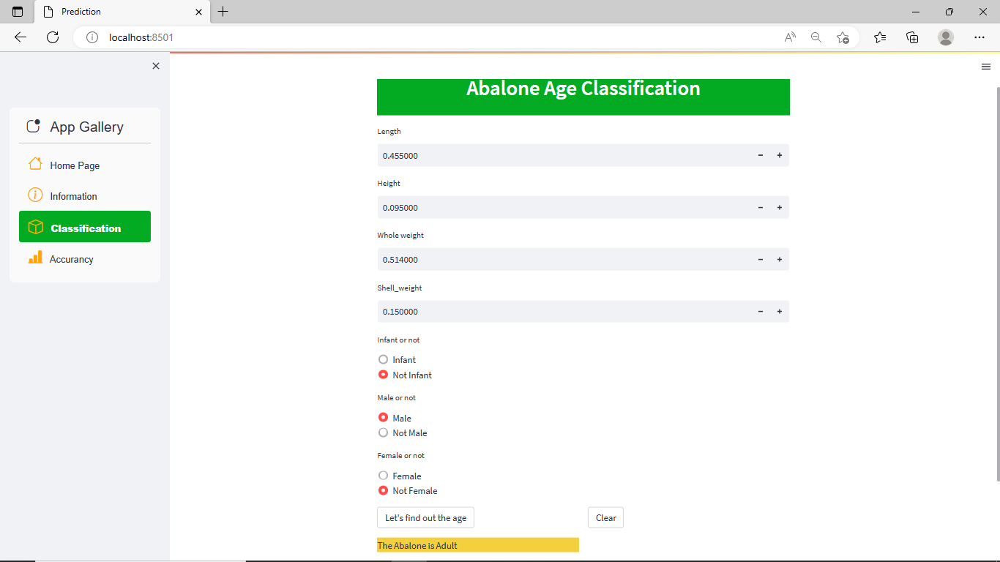 Prediction
localhost:8501
App Gallery
Home Page
Information
Classification
Accurancy
Abalone Age Classification
Length
0.455000
Height
0.095000
Whole weight
0.514000
Shell_weight
0.150000
Infant or not
Infant
Not Infant
Male or not
Male
Not Male
Female or not
Female
Not Female
Let's find out the age Clear
The Abalone is Adult